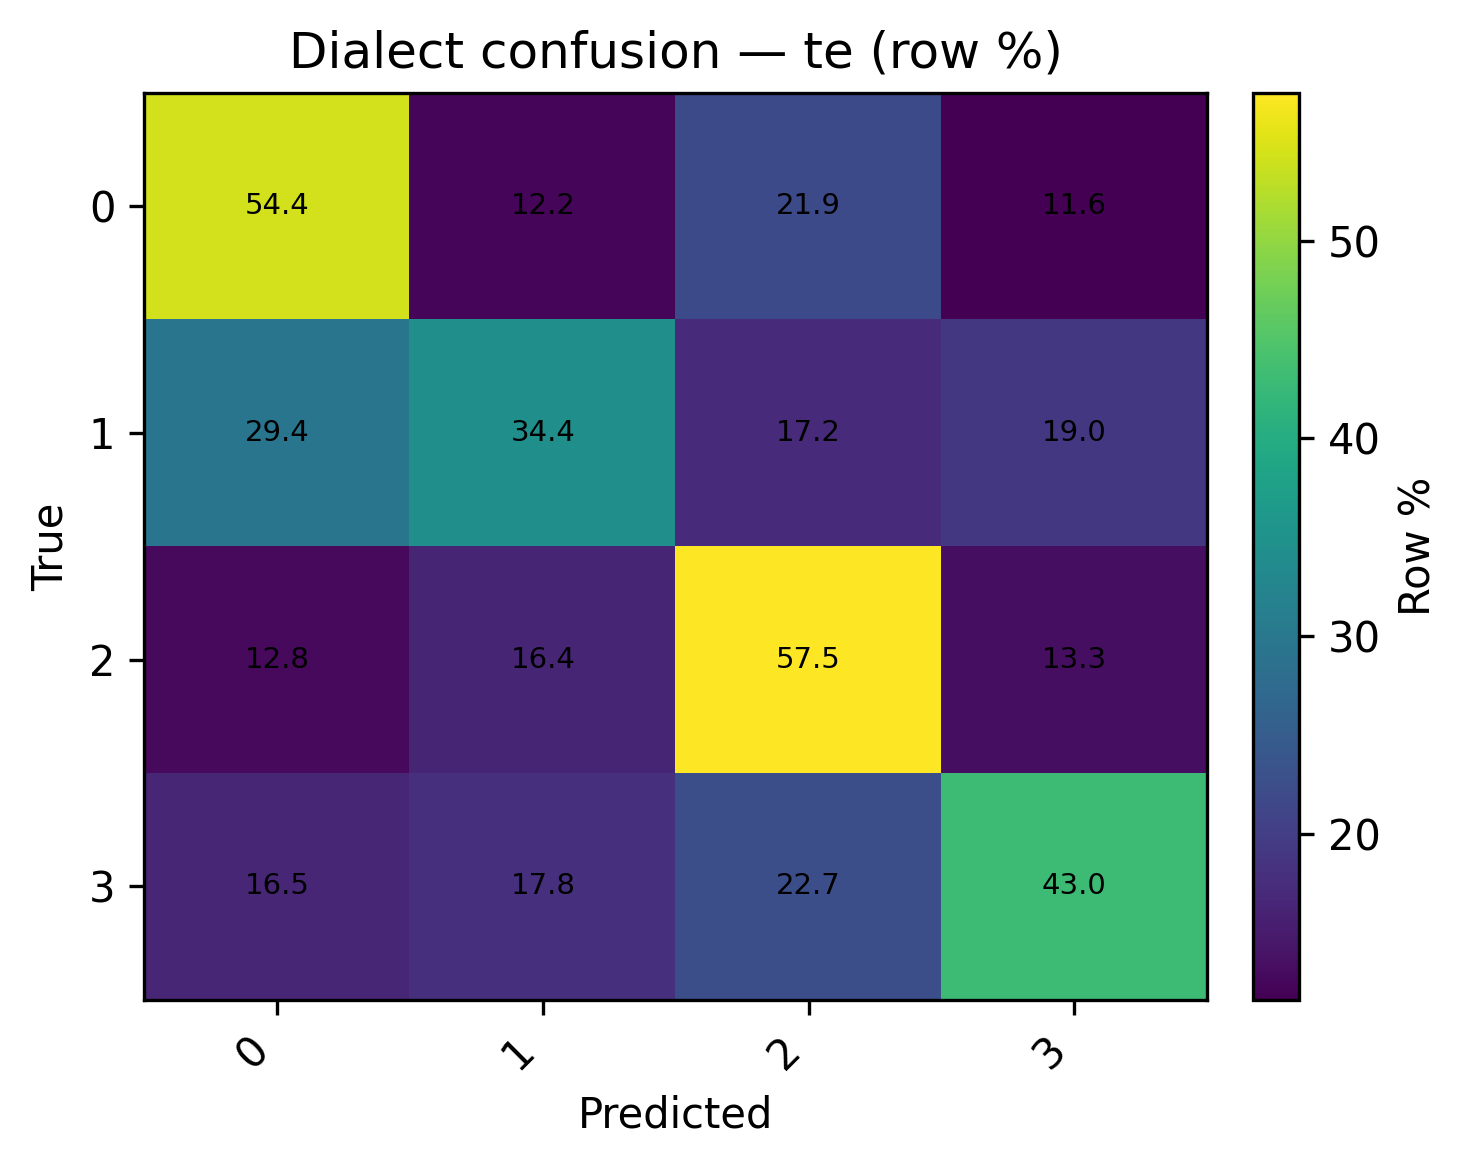 Dialect confusion — te (row %)
0 54.4 12.2 21.9 11.6
50
1 29.4 34.4 17.2 19.0
40
True
Row %
30
2 12.8 16.4 57.5 13.3
20
3 16.5 17.8 22.7 43.0
0 1 2 3
Predicted